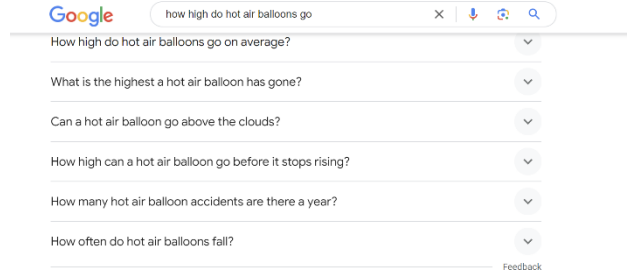 Google
how high do hot air balloons go
How high do hot air balloons go on average?
What is the highest a hot air balloon has gone?
Can a hot air balloon go above the clouds?
How high can a hot air balloon go before it stops rising?
How many hot air balloon accidents are there a year?
How often do hot air balloons fall?
Feedback